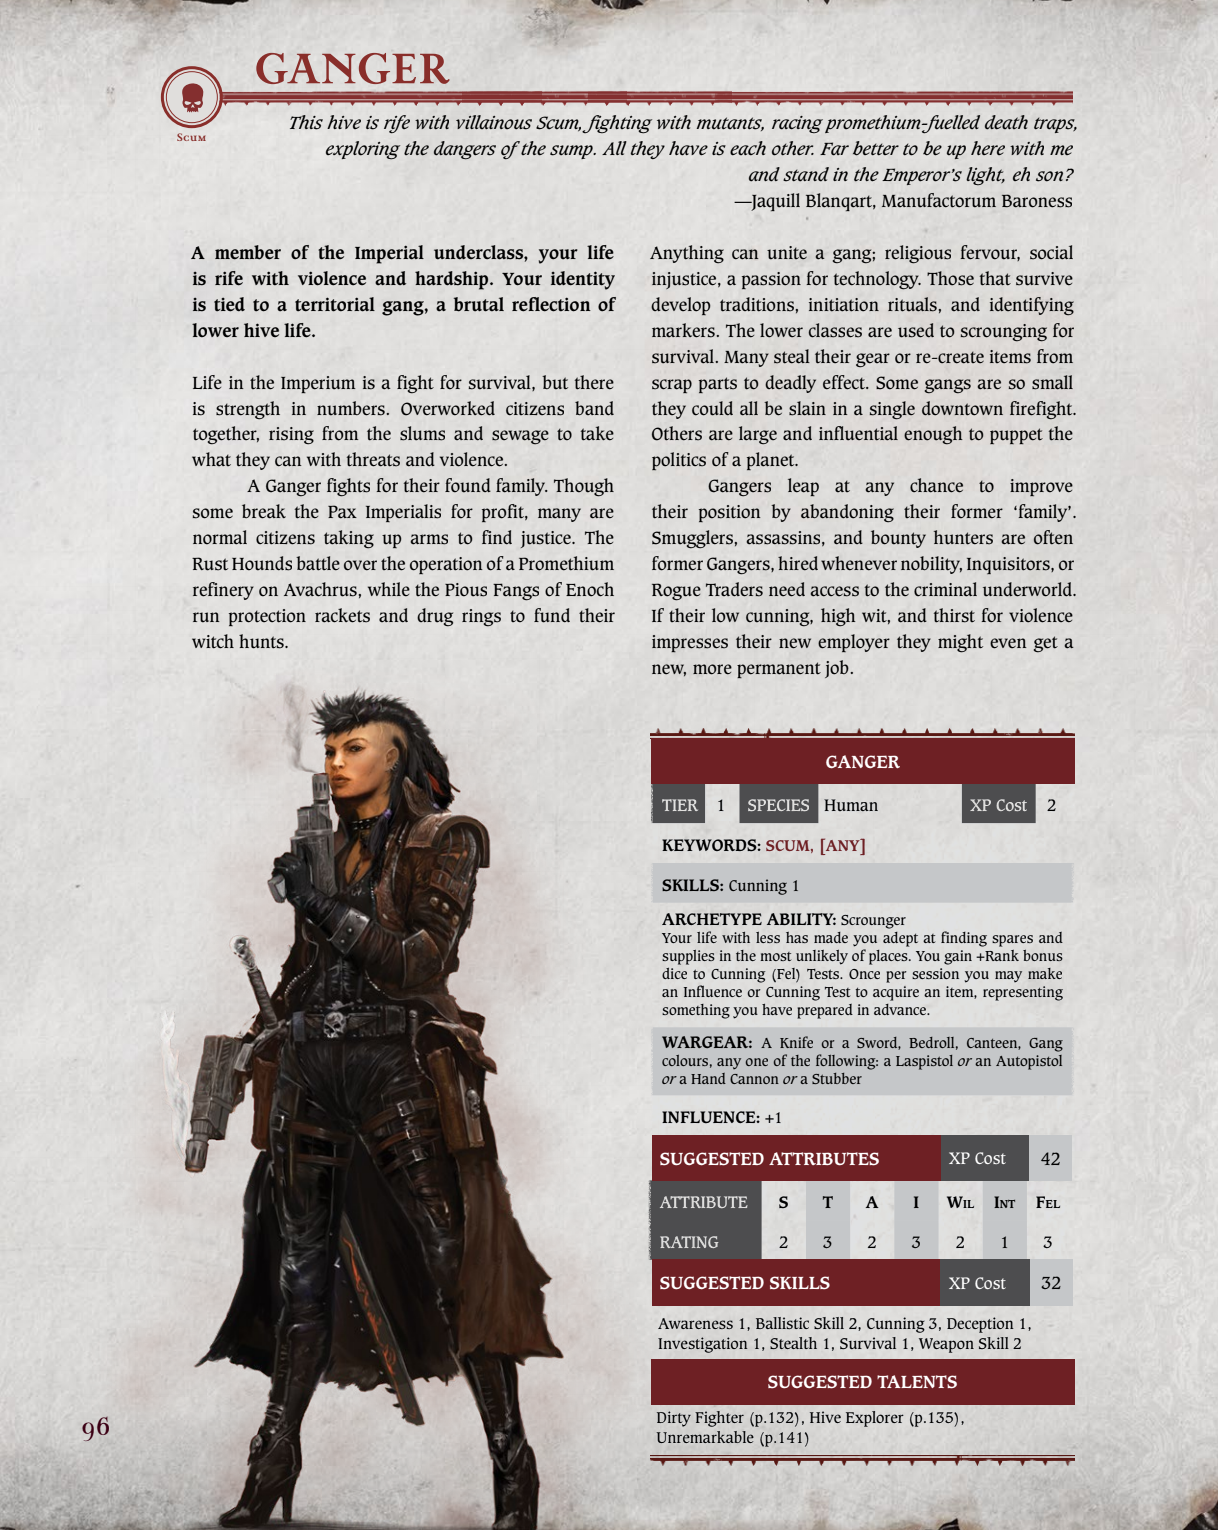 GANGER
Scum
This hive is rife with villainous Scum, fighting with mutants, racing promethium-fuelled death traps,
exploring the dangers of the sump. All they have is each other. Far better to be up here with me
and stand in the Emperor's light, eh son?
—Jaquill Blanqart, Manufactorum Baroness
A member of the Imperial underclass, your life
is rife with violence and hardship. Your identity
is tied to a territorial gang, a brutal reflection of
lower hive life.
Life in the Imperium is a fight for survival, but there
is strength in numbers. Overworked citizens band
together, rising from the slums and sewage to take
what they can with threats and violence.
A Ganger fights for their found family. Though
some break the Pax Imperialis for profit, many are
normal citizens taking up arms to find justice. The
Rust Hounds battle over the operation of a Promethium
refinery on Avachrus, while the Pious Fangs of Enoch
run protection rackets and drug rings to fund their
witch hunts.
Anything can unite a gang; religious fervour, social
injustice, a passion for technology. Those that survive
develop traditions, initiation rituals, and identifying
markers. The lower classes are used to scrounging for
survival. Many steal their gear or re-create items from
scrap parts to deadly effect. Some gangs are so small
they could all be slain in a single downtown firefight.
Others are large and influential enough to puppet the
politics of a planet.
Gangers leap at any chance to improve
their position by abandoning their former 'family'.
Smugglers, assassins, and bounty hunters are often
former Gangers, hired whenever nobility, Inquisitors, or
Rogue Traders need access to the criminal underworld.
If their low cunning, high wit, and thirst for violence
impresses their new employer they might even get a
new, more permanent job.
GANGER
TIER 1 SPECIES Human XP Cost 2
KEYWORDS: SCUM, [ANY]
SKILLS: Cunning 1
ARCHETYPE ABILITY: Scrounger
Your life with less has made you adept at finding spares and
supplies in the most unlikely of places. You gain +Rank bonus
dice to Cunning (Fel) Tests. Once per session you may make
an Influence or Cunning Test to acquire an item, representing
something you have prepared in advance.
WARGEAR: A Knife or a Sword, Bedroll, Canteen, Gang
colours, any one of the following: a Laspistol or an Autopistol
or a Hand Cannon or a Stubber
INFLUENCE: +1
SUGGESTED ATTRIBUTES XP Cost 42
ATTRIBUTE S T A I Wil Int Fel
RATING 2 3 2 3 2 1 3
SUGGESTED SKILLS XP Cost 32
Awareness 1, Ballistic Skill 2, Cunning 3, Deception 1,
Investigation 1, Stealth 1, Survival 1, Weapon Skill 2
SUGGESTED TALENTS
Dirty Fighter (p.132), Hive Explorer (p.135),
Unremarkable (p.141)
96